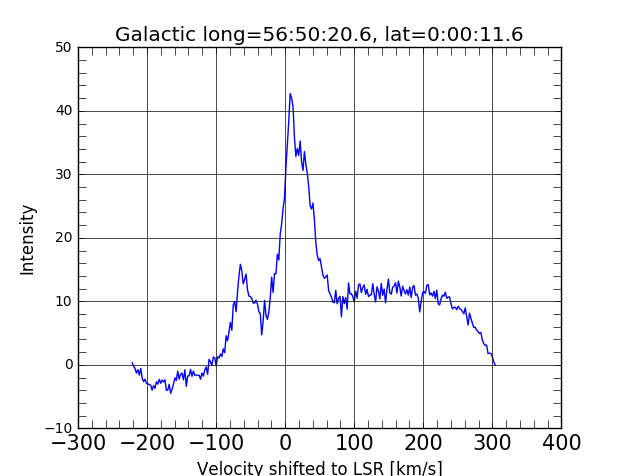 Galactic long=56:50:20.6, lat=0:00:11.6
50
40
30
20
10
0
−10
Intensity
−300 −200 −100 0 100 200 300 400
Velocity shifted to LSR [km/s]